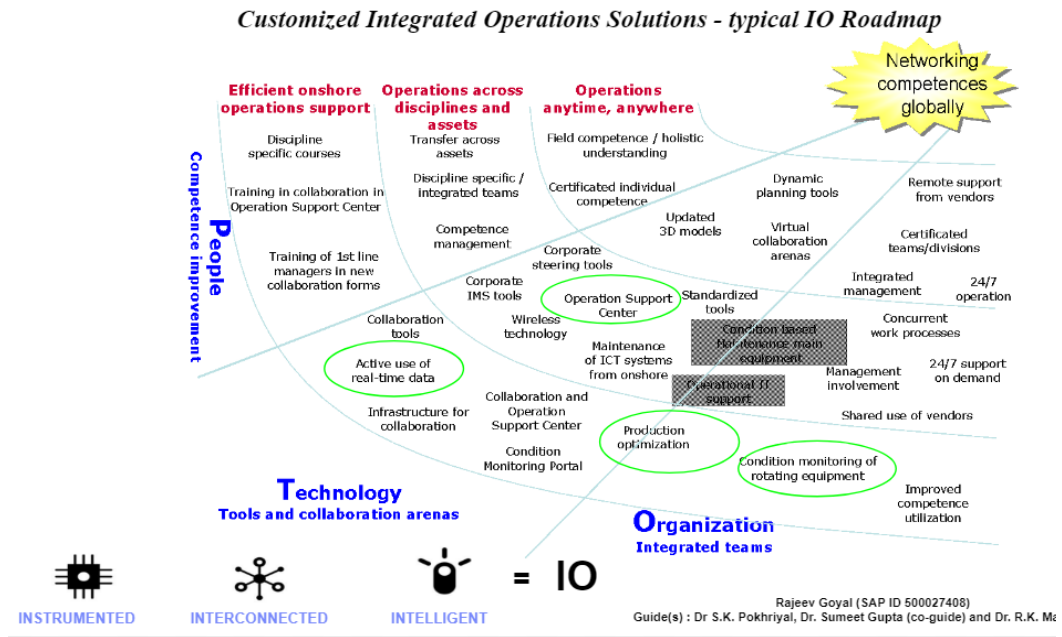 Customized Integrated Operations Solutions - typical IO Roadmap
Networking
competences
globally
Efficient onshore
operations support
Operations across
disciplines and
assets
Operations
anytime, anywhere
Discipline
specific courses
Transfer across
assets
Field competence / holistic
understanding
Training in collaboration in
Operation Support Center
Discipline specific /
integrated teams
Certificated individual
competence
Dynamic
planning tools
Remote support
from vendors
Competence improvement
People
Training of 1st line
managers in new
collaboration forms
Competence
management
Updated
3D models
Virtual
collaboration
arenas
Certificated
teams/divisions
Corporate
steering tools
Corporate
IMS tools
Operation Support
Center
Standardized
tools
Integrated
management
24/7
operation
Collaboration
tools
Wireless
technology
Condition based
Maintenance main
equipment
Concurrent
work processes
Active use of
real-time data
Maintenance
of ICT systems
from onshore
Operational IT
support
Management
involvement
24/7 support
on demand
Infrastructure for
collaboration
Collaboration and
Operation
Support Center
Production
optimization
Shared use of vendors
Condition
Monitoring Portal
Condition monitoring of
rotating equipment
Improved
competence
utilization
Technology
Tools and collaboration arenas
Organization
Integrated teams
INSTRUMENTED
INTERCONNECTED
INTELLIGENT
= IO
Rajeev Goyal (SAP ID 500027408)
Guide(s) : Dr S.K. Pokhriyal, Dr. Sumeet Gupta (co-guide) and Dr. R.K. Ma